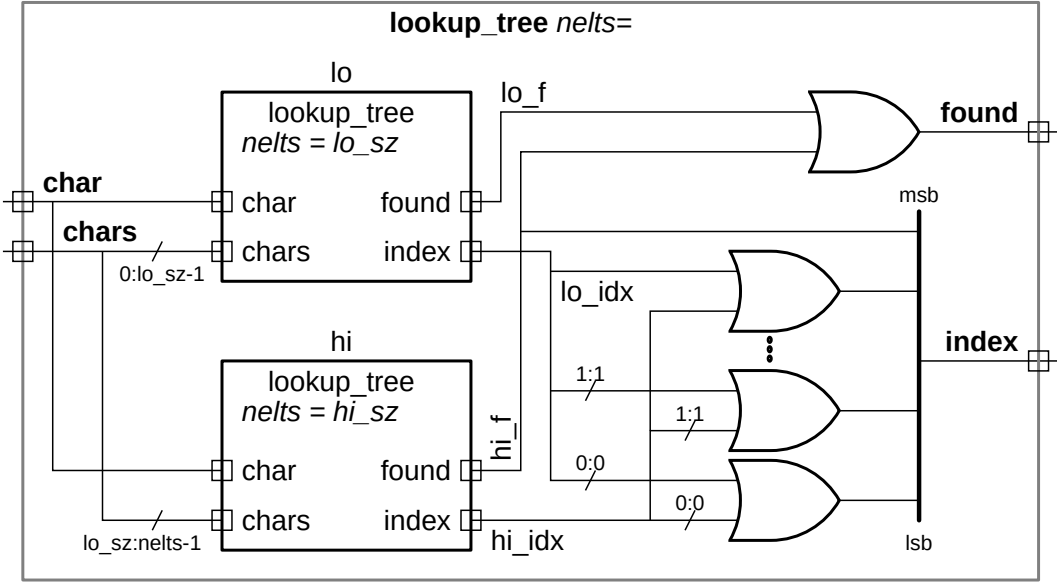 lookup_tree nelts=
lo
lookup_tree
nelts = lo_sz
char
found
chars
index
char
chars
0:lo_sz-1
lo_f
found
msb
lo_idx
index
hi
lookup_tree
nelts = hi_sz
char
found
chars
index
lo_sz:nelts-1
hi_f
hi_idx
1:1
1:1
0:0
0:0
lsb